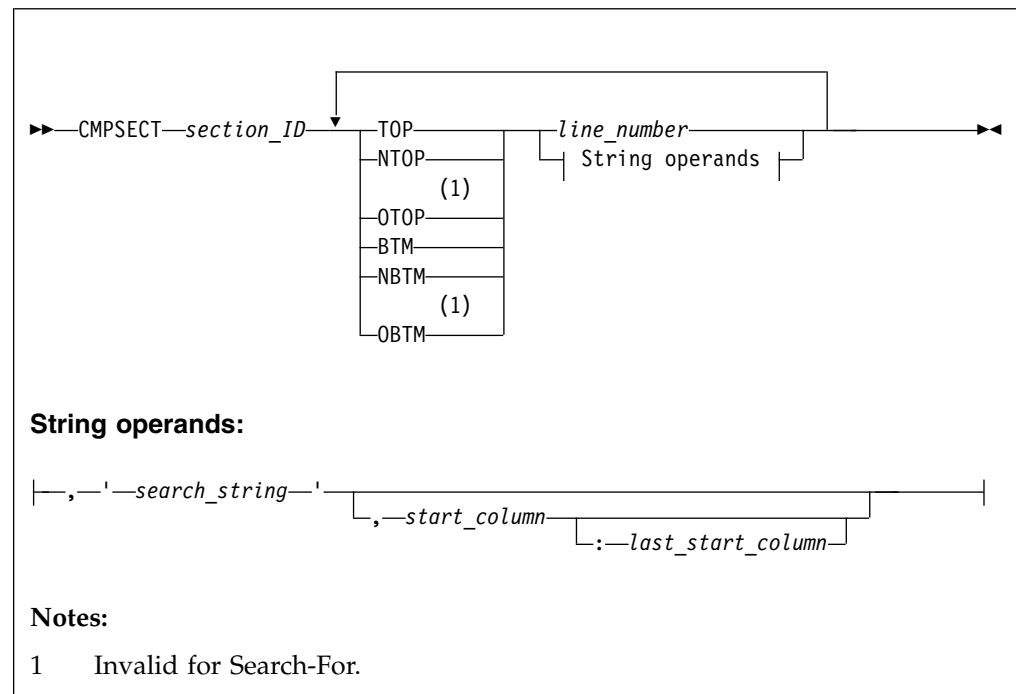 CMPSECT section_ID TOP line_number
NTOP String operands
(1)
OTOP
BTM
NBTM
(1)
OBTM
String operands:
, ' search_string '
, start_column
: last_start_column
Notes:
1 Invalid for Search-For.